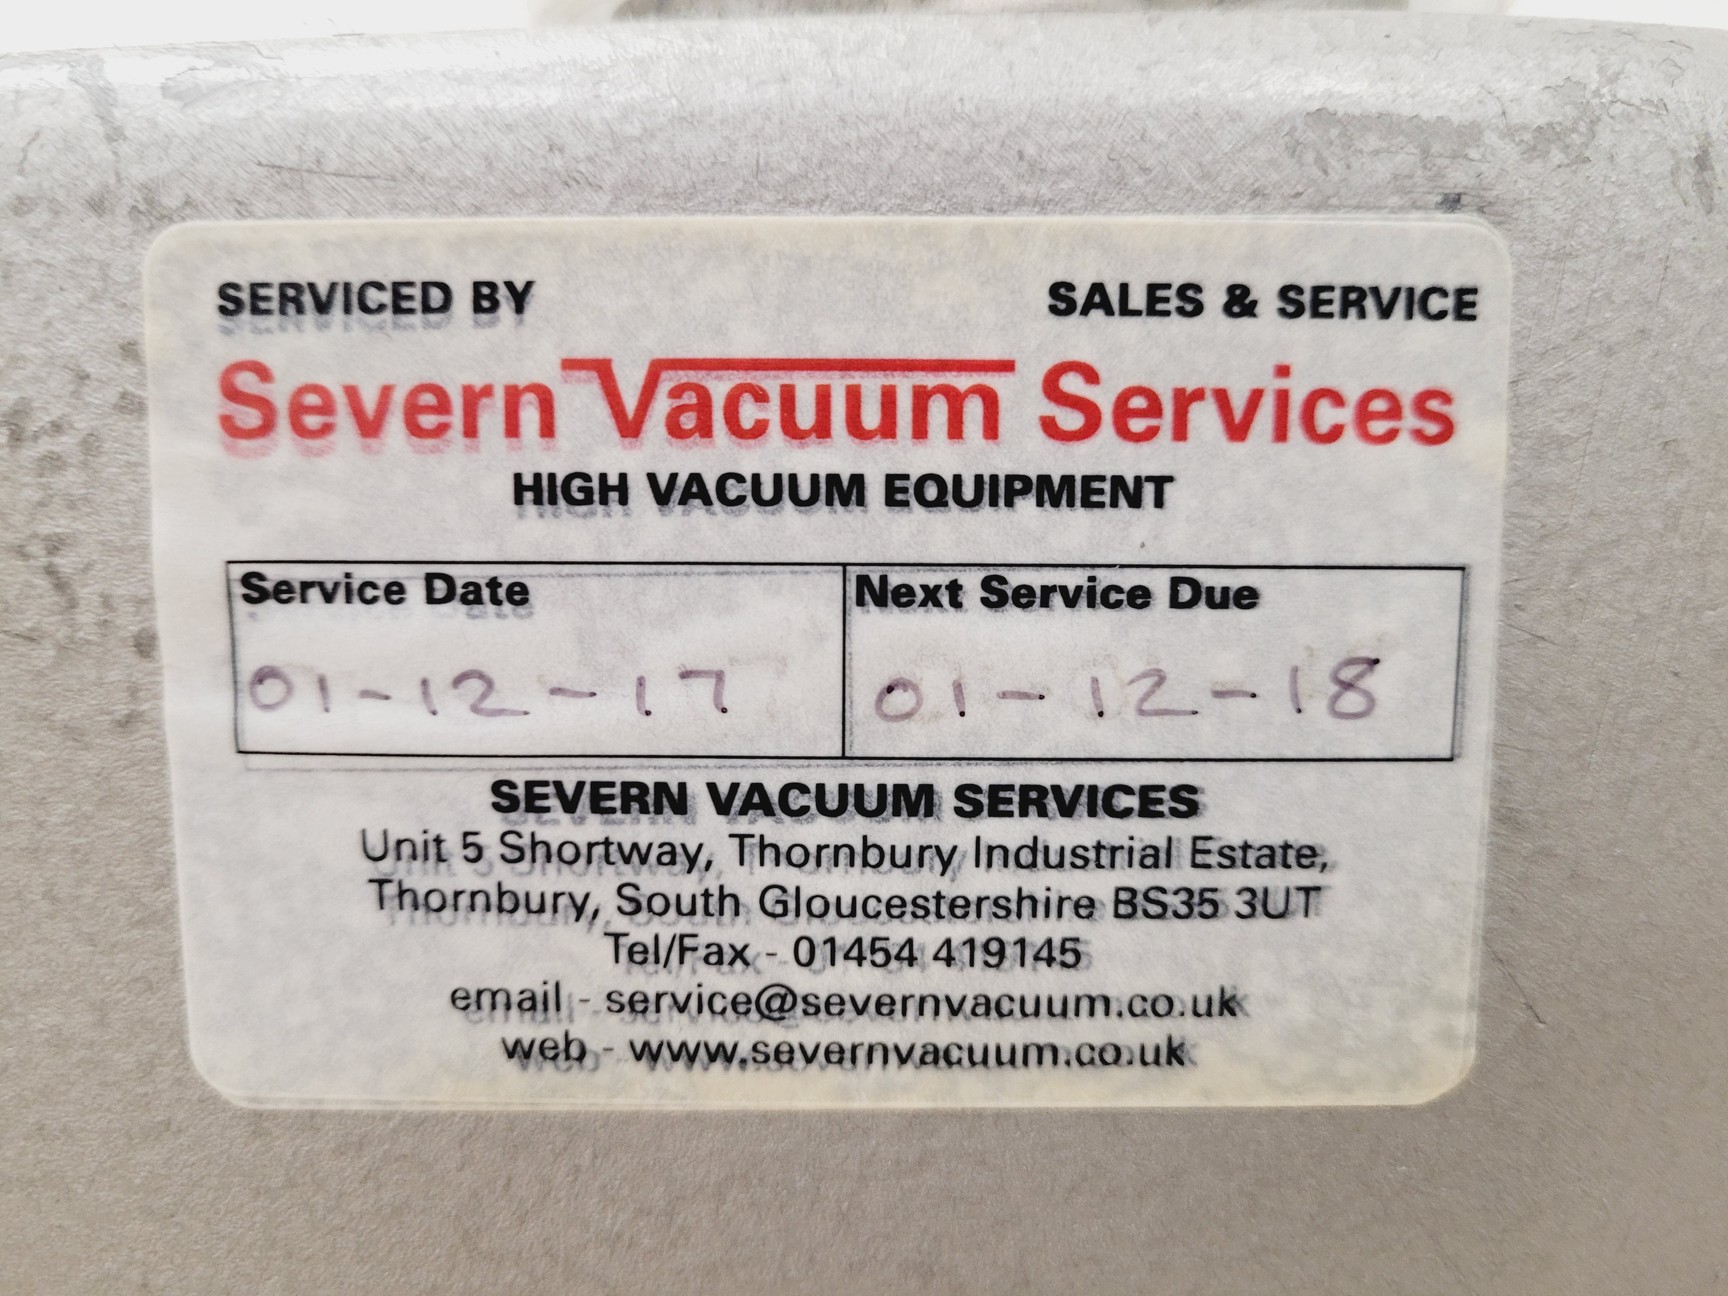 SERVICED BY SALES & SERVICE
Severn Vacuum Services
HIGH VACUUM EQUIPMENT
Service Date Next Service Due
01-12-17 01-12-18
SEVERN VACUUM SERVICES
Unit 5 Shortway, Thornbury Industrial Estate,
Thornbury, South Gloucestershire BS35 3UT
Tel/Fax - 01454 419145
email - service@severnvacuum.co.uk
web - www.severnvacuum.co.uk